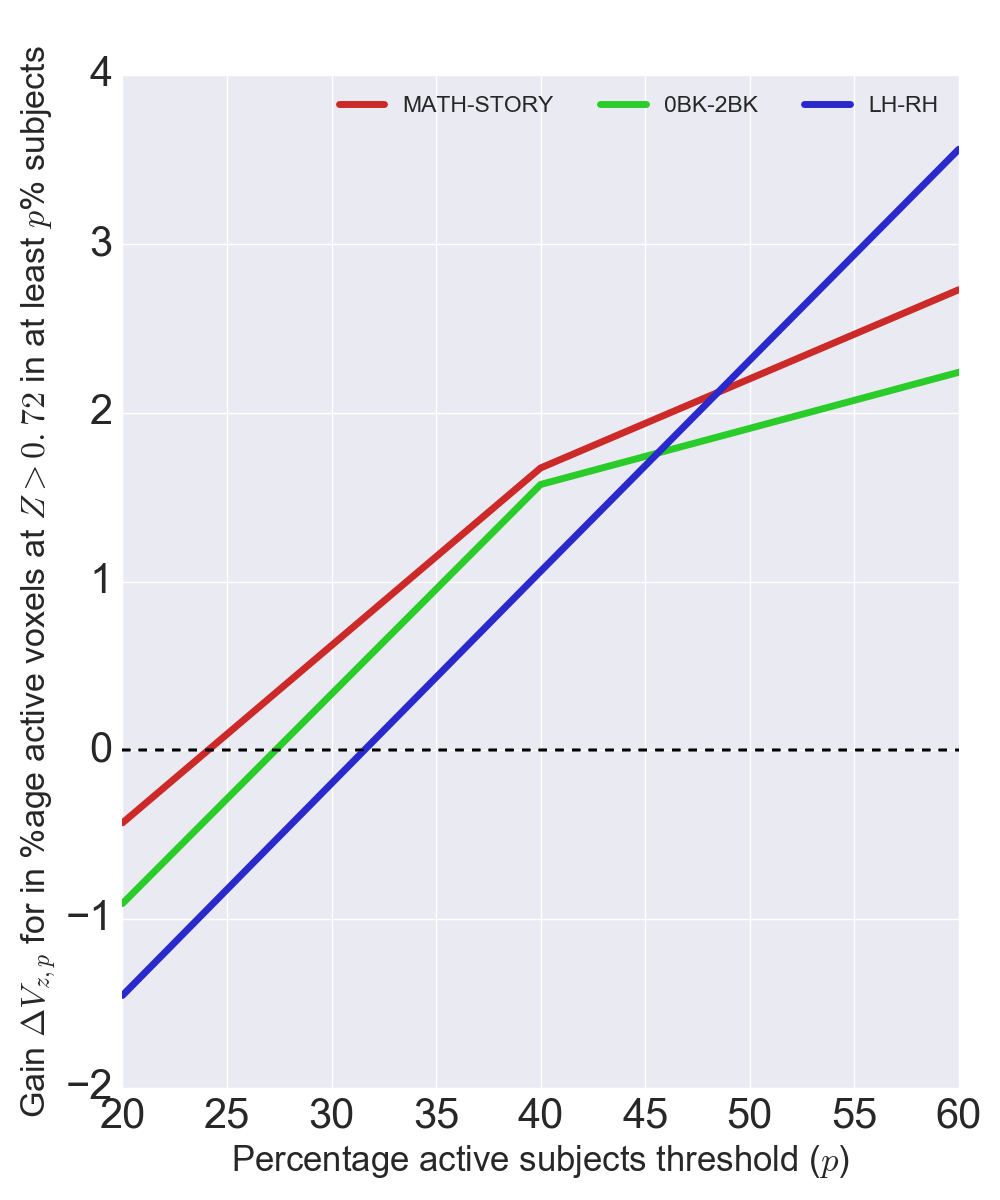 Gain ΔV_{z,p} for in %age active voxels at Z > 0.72 in at least p% subjects
4
3
2
1
0
−1
−2
MATH-STORY 0BK-2BK LH-RH
20 25 30 35 40 45 50 55 60
Percentage active subjects threshold (p)